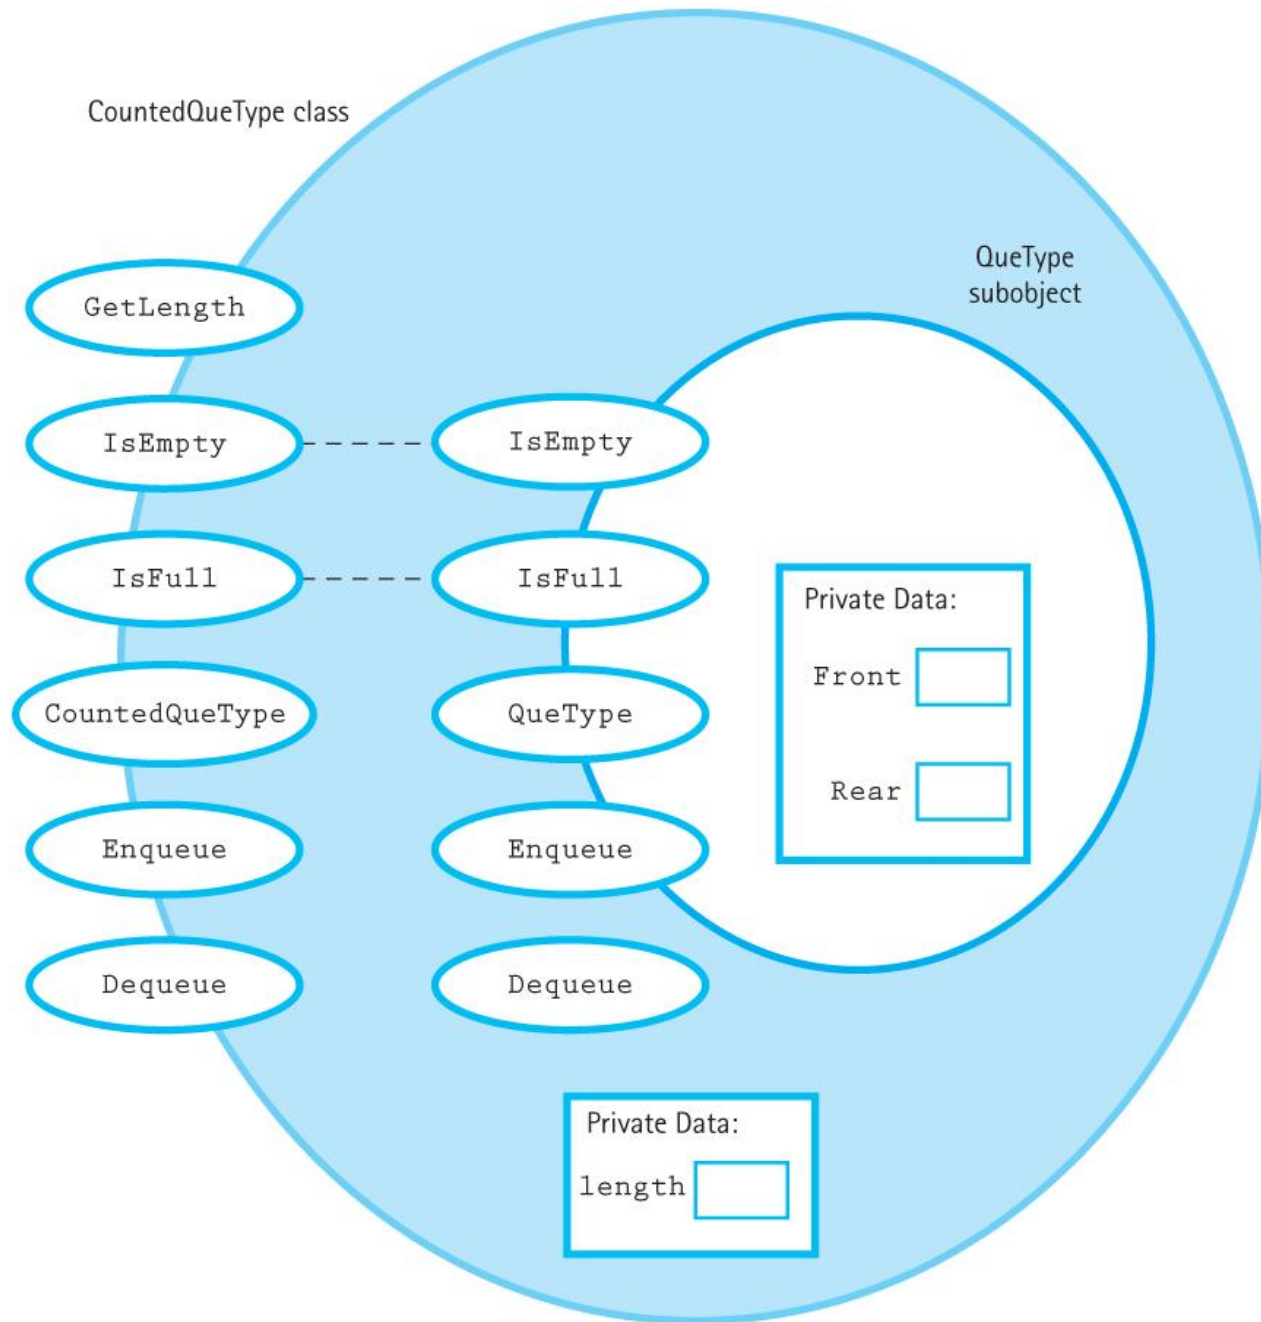 CountedQueType class
QueType
subobject
GetLength
IsEmpty
IsEmpty
IsFull
IsFull
Private Data:
Front
CountedQueType
QueType
Rear
Enqueue
Enqueue
Dequeue
Dequeue
Private Data:
length